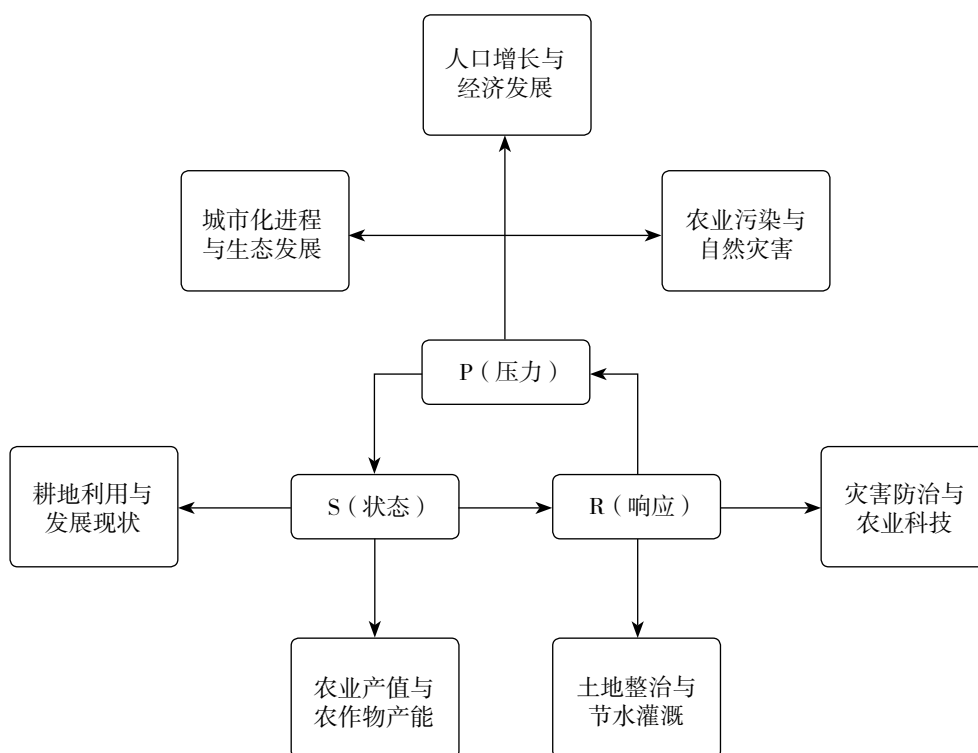 人口增长与
经济发展
城市化进程
与生态发展
农业污染与
自然灾害
P（压力）
耕地利用与
发展现状
S（状态）
R（响应）
灾害防治与
农业科技
农业产值与
农作物产能
土地整治与
节水灌溉